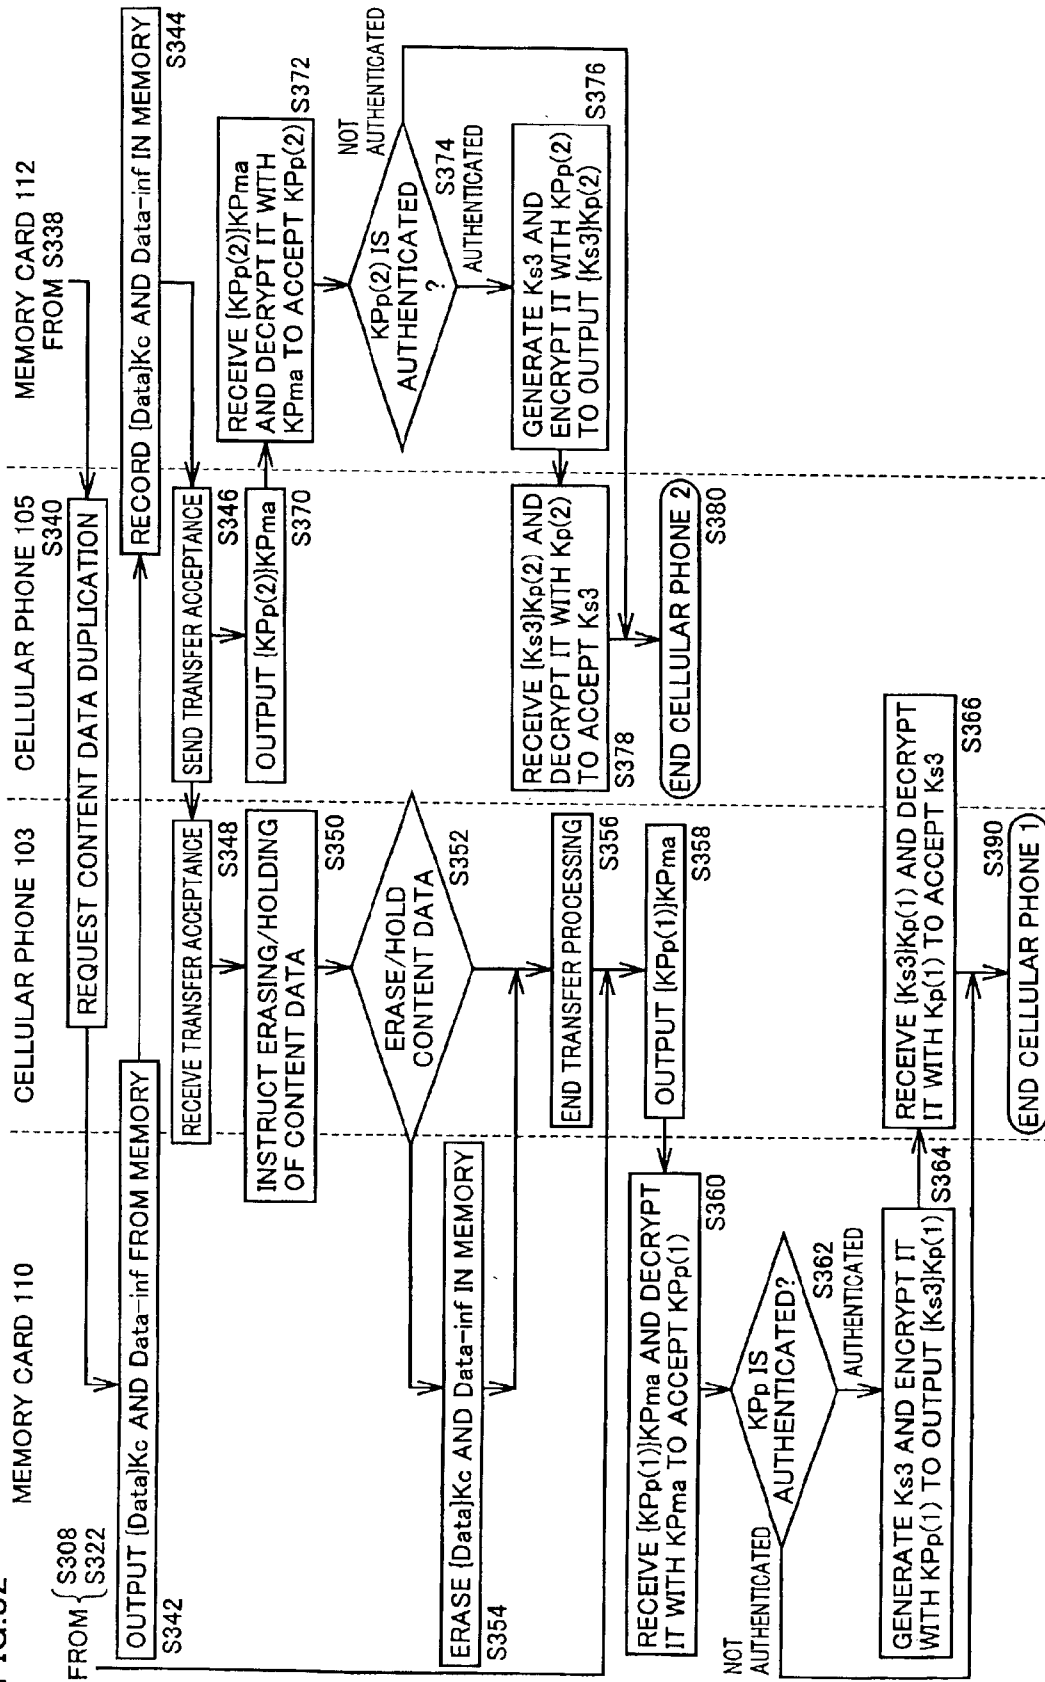 MEMORY CARD 110
CELLULAR PHONE 103
CELLULAR PHONE 105
MEMORY CARD 112
FROM S338
FROM { S308
S322
REQUEST CONTENT DATA DUPLICATION
S340
OUTPUT {Data}Kc AND Data-inf FROM MEMORY
S342
RECORD {Data}Kc AND Data-inf IN MEMORY
S344
SEND TRANSFER ACCEPTANCE
S346
RECEIVE TRANSFER ACCEPTANCE
S348
INSTRUCT ERASING/HOLDING
OF CONTENT DATA
S350
ERASE/HOLD
CONTENT DATA
S352
ERASE {Data}Kc AND Data-inf IN MEMORY
S354
END TRANSFER PROCESSING
S356
OUTPUT {KPp(1)}KPma
S358
RECEIVE {KPp(1)}KPma AND DECRYPT
IT WITH KPma TO ACCEPT KPp(1)
S360
KPp IS
AUTHENTICATED?
S362
NOT
AUTHENTICATED
AUTHENTICATED
GENERATE Ks3 AND ENCRYPT IT
WITH KPp(1) TO OUTPUT {Ks3}Kp(1)
S364
RECEIVE {Ks3}Kp(1) AND DECRYPT
IT WITH Kp(1) TO ACCEPT Ks3
S366
S390
END CELLULAR PHONE 1
OUTPUT {KPp(2)}KPma
S370
RECEIVE {KPp(2)}KPma
AND DECRYPT IT WITH
KPma TO ACCEPT KPp(2)
S372
KPp(2) IS
AUTHENTICATED
?
S374
NOT
AUTHENTICATED
AUTHENTICATED
GENERATE Ks3 AND
ENCRYPT IT WITH KPp(2)
TO OUTPUT {Ks3}Kp(2)
S376
RECEIVE {Ks3}Kp(2) AND
DECRYPT IT WITH Kp(2)
TO ACCEPT Ks3
S378
END CELLULAR PHONE 2
S380